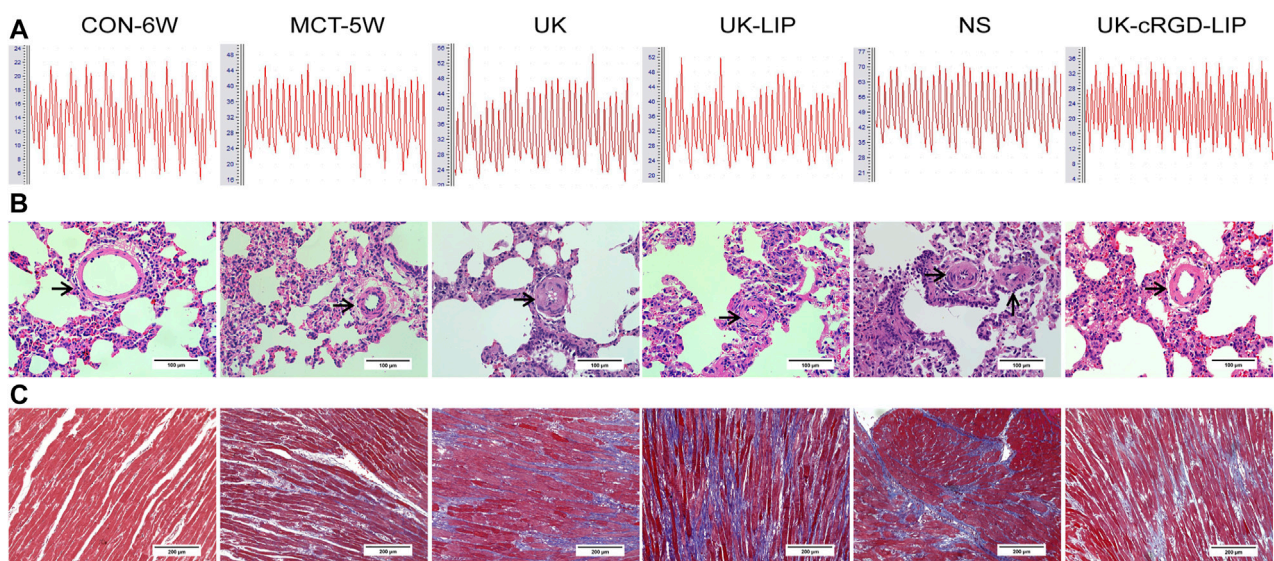 A CON-6W MCT-5W UK UK-LIP NS UK-cRGD-LIP
24 22 20 18 16 14 12 10 8 6
48 44 40 36 32 28 24 20 16
56 52 48 44 40 36 32 28 24 20
52 48 44 40 36 32 28 24 20
77 70 63 56 49 42 35 28 21
36 32 28 24 20 16 12 8 4
B
100 µm 100 µm 100 µm 100 µm 100 µm 100 µm
C
200 µm 200 µm 200 µm 200 µm 200 µm 200 µm